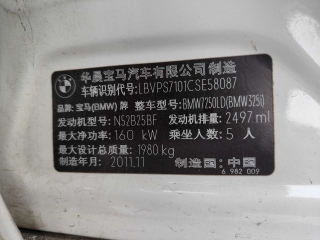 华晨宝马汽车有限公司 制造
车辆识别代号: LBVPS7101CSE58087
品牌: 宝马(BMW)牌 整车型号: BMW7250LD(BMW325i)
发动机型号: N52B25BF 发动机排量: 2497 ml
最大净功率: 160 kW 乘坐人数: 5 人
最大设计总质量: 1980 kg
制造年月: 2011.11 制造国: 中国
6 982 009